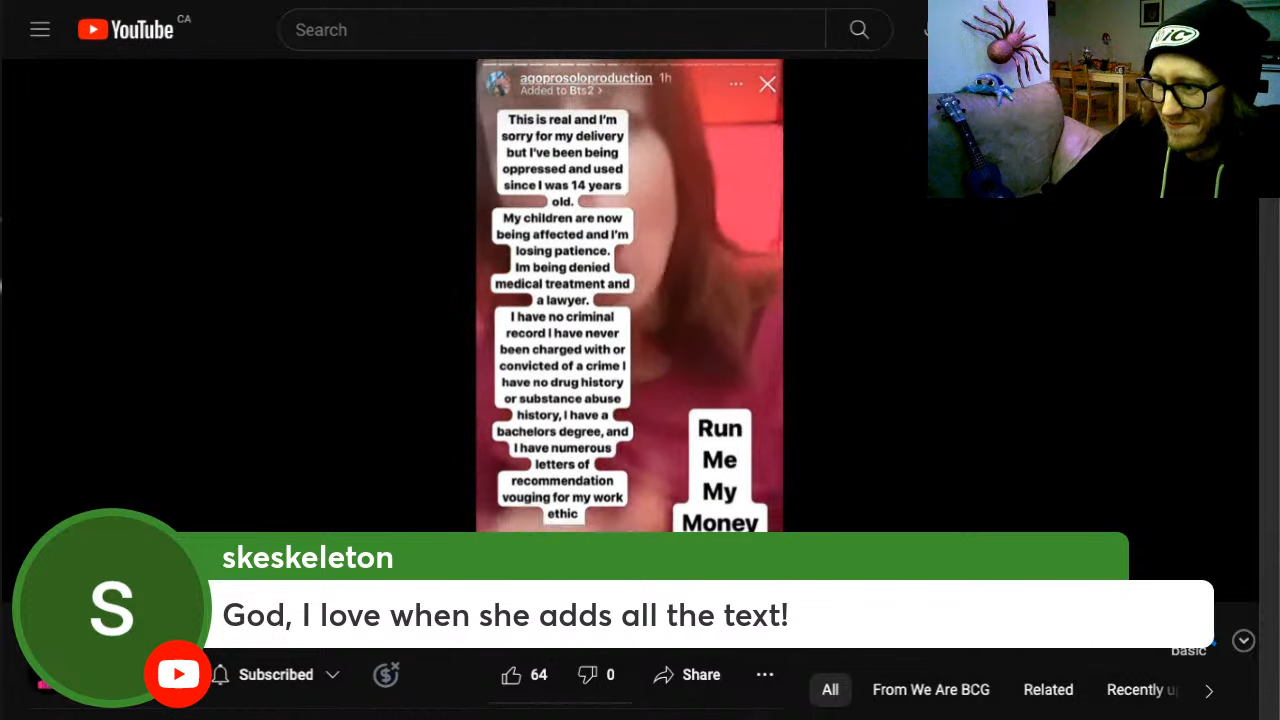 YouTube
CA
Search
iC
agoprosoloproduction 1h
Added to Bts2 >
This is real and I'm
sorry for my delivery
but I've been being
oppressed and used
since I was 14 years
old.
My children are now
being affected and I'm
losing patience.
Im being denied
medical treatment and
a lawyer.
I have no criminal
record I have never
been charged with or
convicted of a crime I
have no drug history
or substance abuse
history, I have a
bachelors degree, and
I have numerous
letters of
recommendation
vouging for my work
ethic
Run
Me
My
Money
skeskeleton
S
God, I love when she adds all the text!
basic
Subscribed
64
0
Share
All
From We Are BCG
Related
Recently u